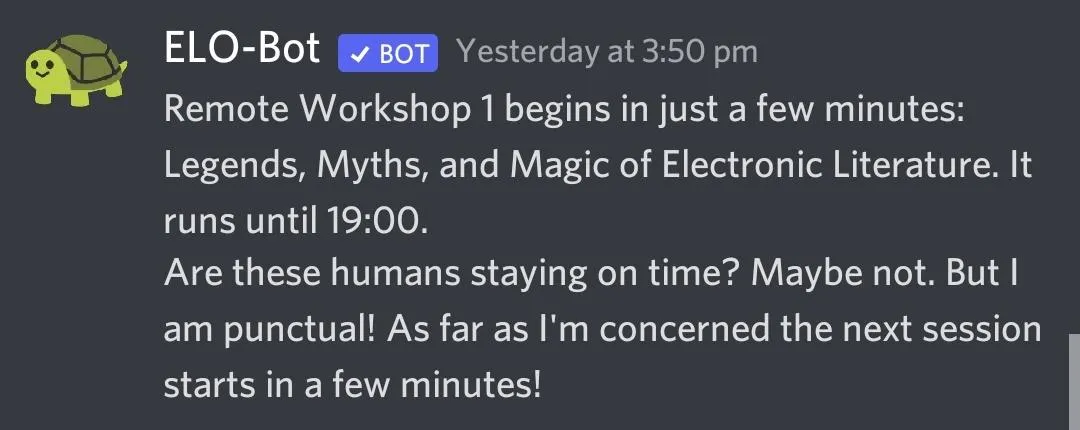 ELO-Bot ✓ BOT Yesterday at 3:50 pm
Remote Workshop 1 begins in just a few minutes:
Legends, Myths, and Magic of Electronic Literature. It
runs until 19:00.
Are these humans staying on time? Maybe not. But I
am punctual! As far as I'm concerned the next session
starts in a few minutes!